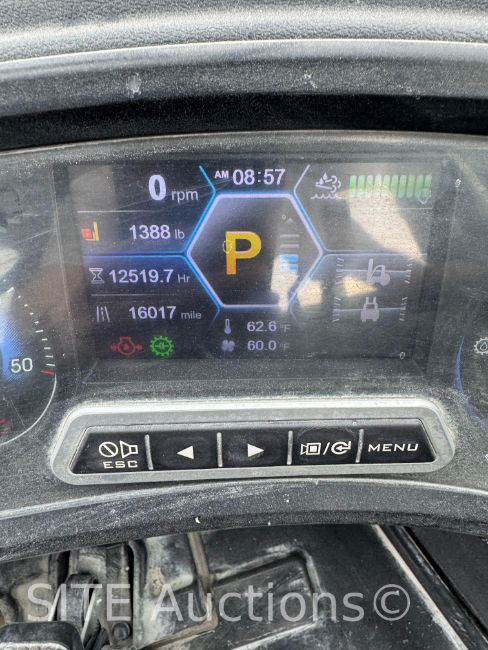 0 rpm
AM 08:57
1388 lb
P
12519.7 Hr
16017 mile
62.6 °F
60.0 °F
50
ESC
MENU
SITE Auctions©